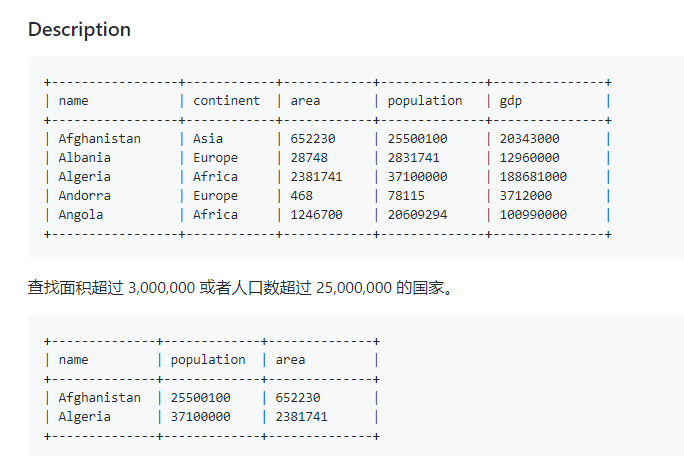 Description
+----------------+-----------+-----------+--------------+---------------+
| name           | continent | area      | population   | gdp           |
+----------------+-----------+-----------+--------------+---------------+
| Afghanistan    | Asia      | 652230    | 25500100     | 20343000      |
| Albania        | Europe    | 28748     | 2831741      | 12960000      |
| Algeria        | Africa    | 2381741   | 37100000     | 188681000     |
| Andorra        | Europe    | 468       | 78115        | 3712000       |
| Angola         | Africa    | 1246700   | 20609294     | 100990000     |
+----------------+-----------+-----------+--------------+---------------+
查找面积超过 3,000,000 或者人口数超过 25,000,000 的国家。
+--------------+-------------+--------------+
| name         | population  | area         |
+--------------+-------------+--------------+
| Afghanistan  | 25500100    | 652230       |
| Algeria      | 37100000    | 2381741      |
+--------------+-------------+--------------+